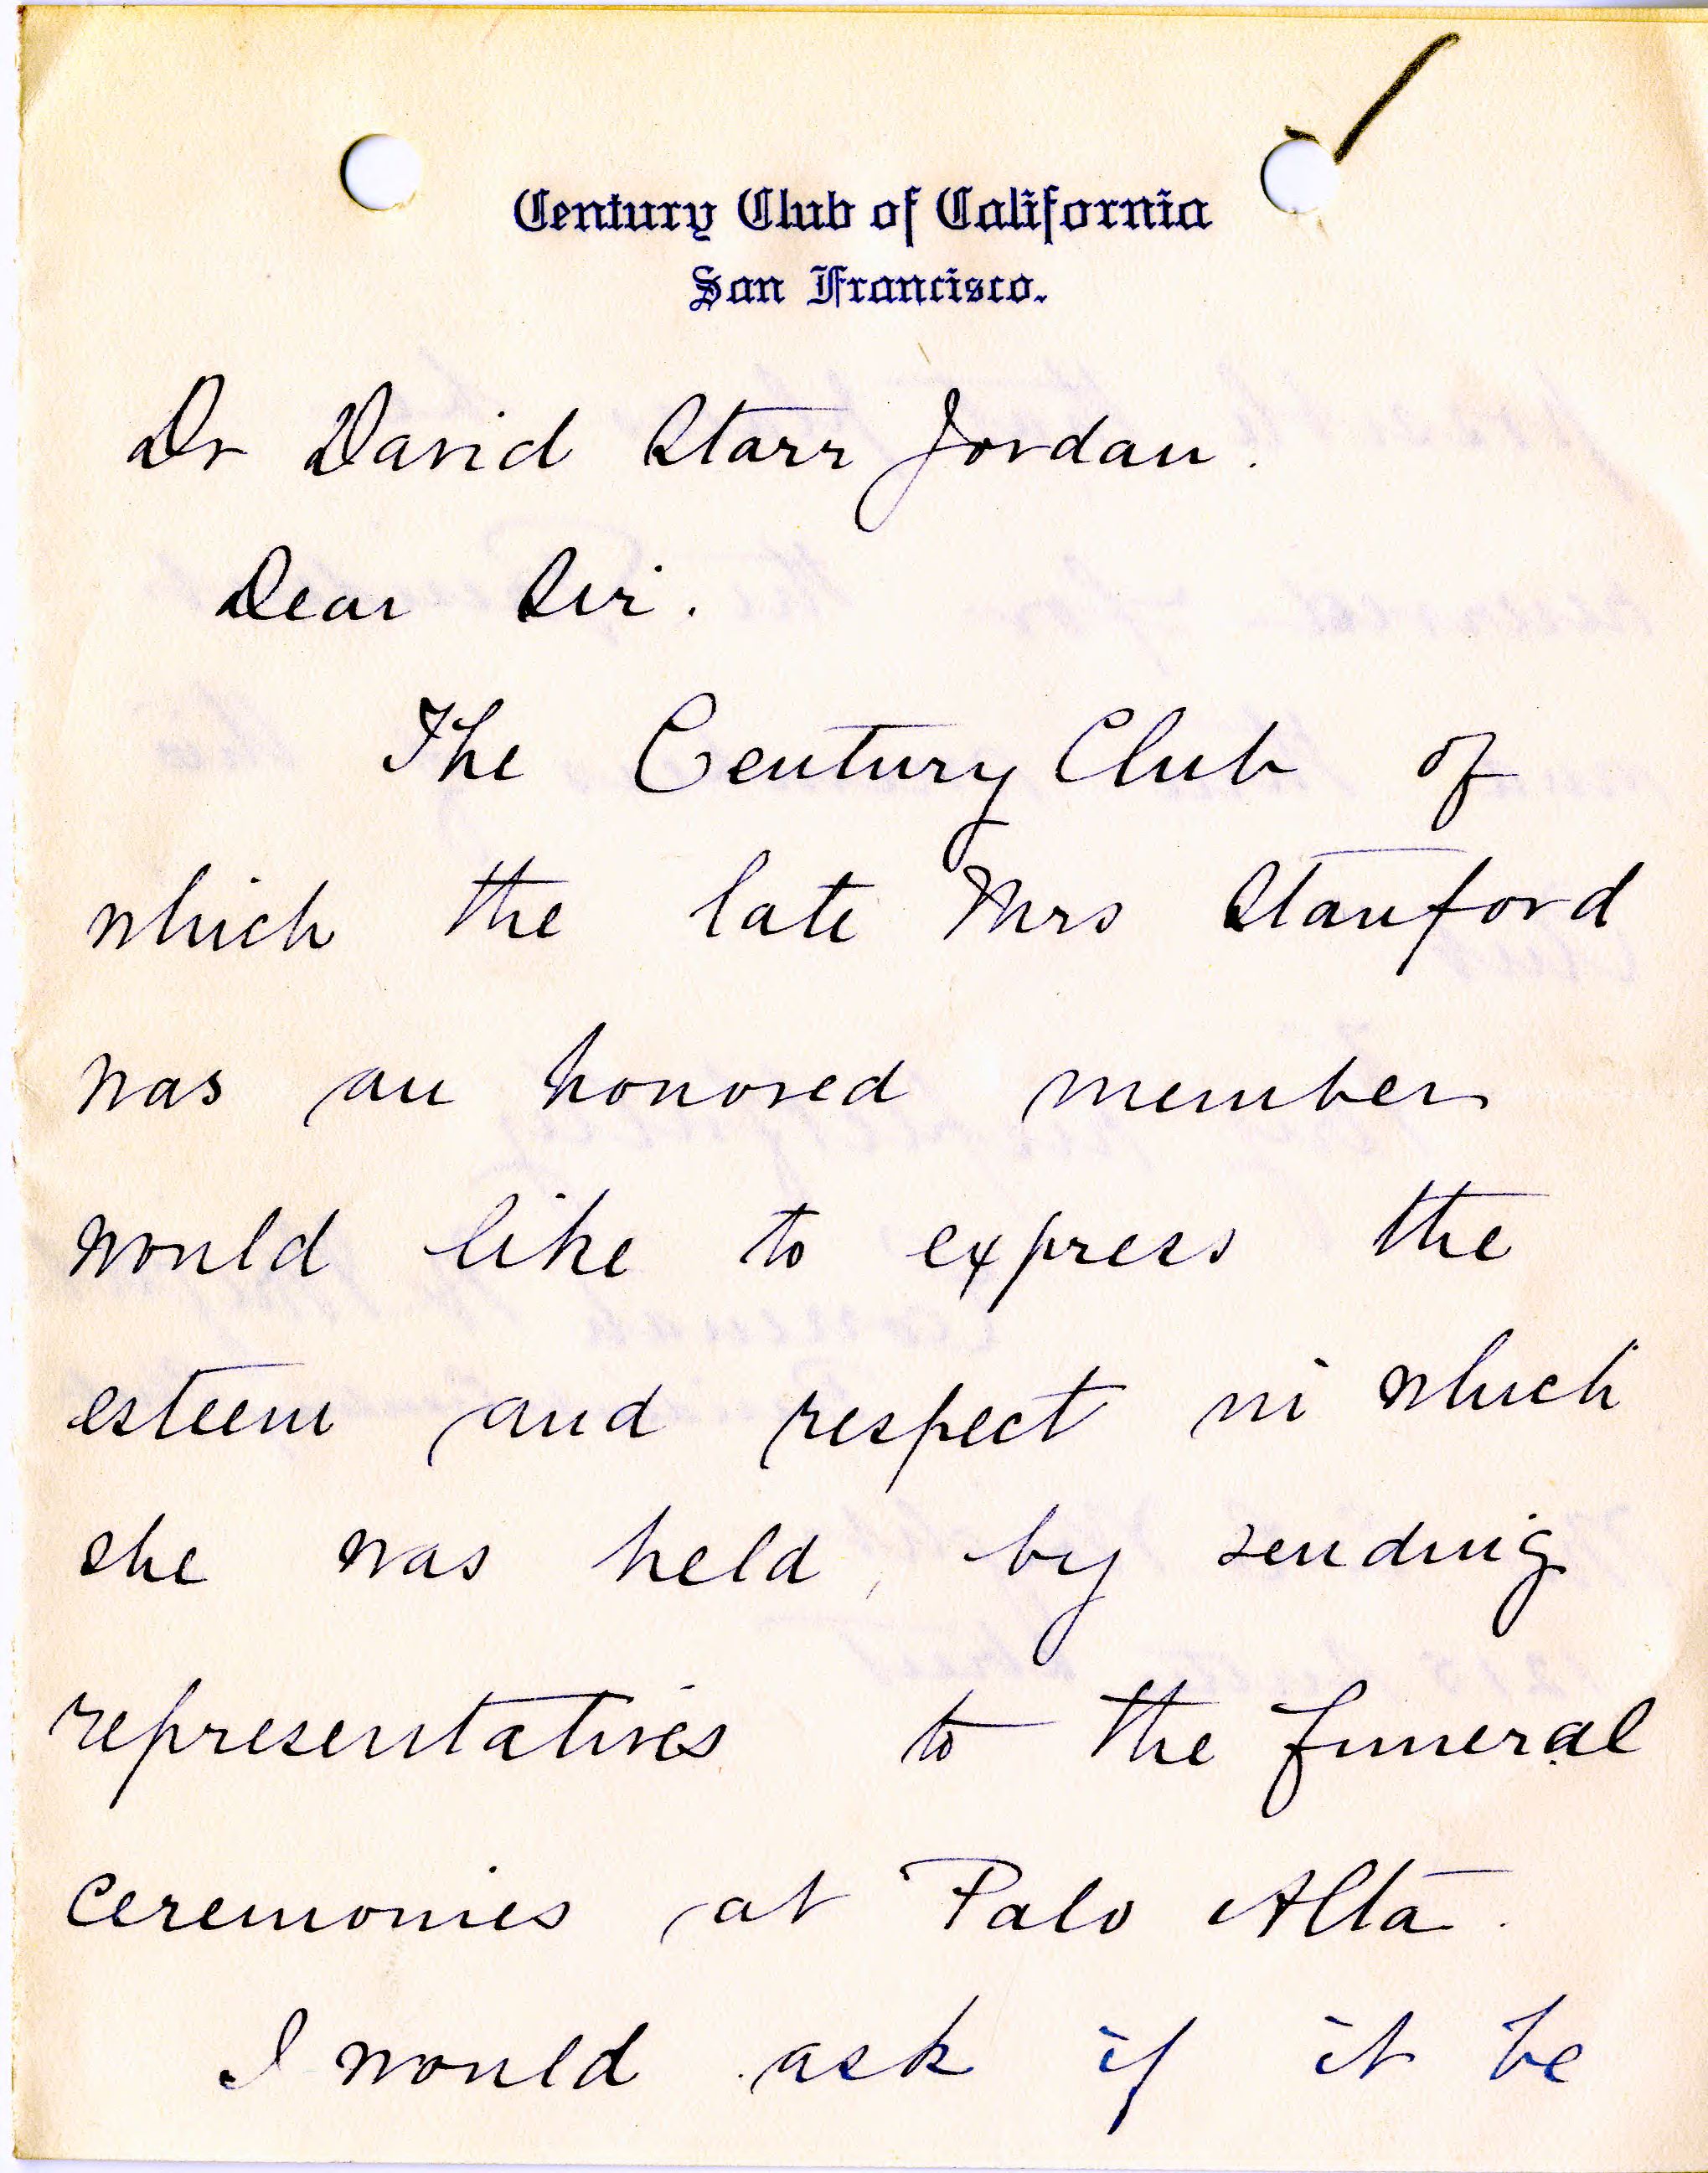 Century Club of California
San Francisco.
Dr David Starr Jordan.
Dear Sir.
The Century Club of
which the late Mrs Stanford
was an honored member
would like to express the
esteem and respect in which
she was held, by sending
representatives to the funeral
ceremonies at Palo Alta.
I would ask if it be